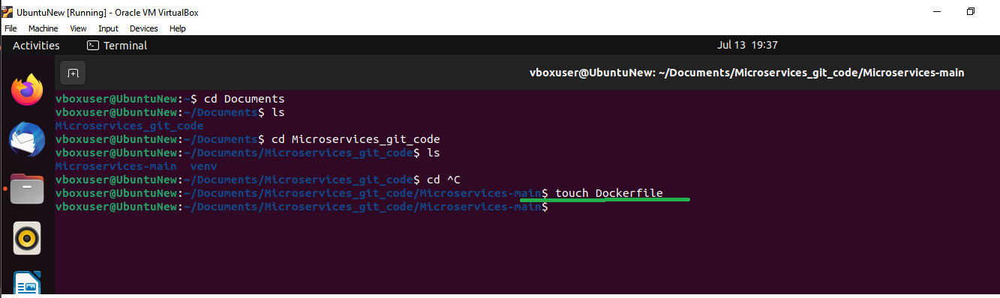 UbuntuNew [Running] - Oracle VM VirtualBox
File Machine View Input Devices Help
Activities Terminal Jul 13 19:37
vboxuser@UbuntuNew: ~/Documents/Microservices_git_code/Microservices-main
vboxuser@UbuntuNew:~$ cd Documents
vboxuser@UbuntuNew:~/Documents$ ls
Microservices_git_code
vboxuser@UbuntuNew:~/Documents$ cd Microservices_git_code
vboxuser@UbuntuNew:~/Documents/Microservices_git_code$ ls
Microservices-main venv
vboxuser@UbuntuNew:~/Documents/Microservices_git_code$ cd ^C
vboxuser@UbuntuNew:~/Documents/Microservices_git_code/Microservices-main$ touch Dockerfile
vboxuser@UbuntuNew:~/Documents/Microservices_git_code/Microservices-main$